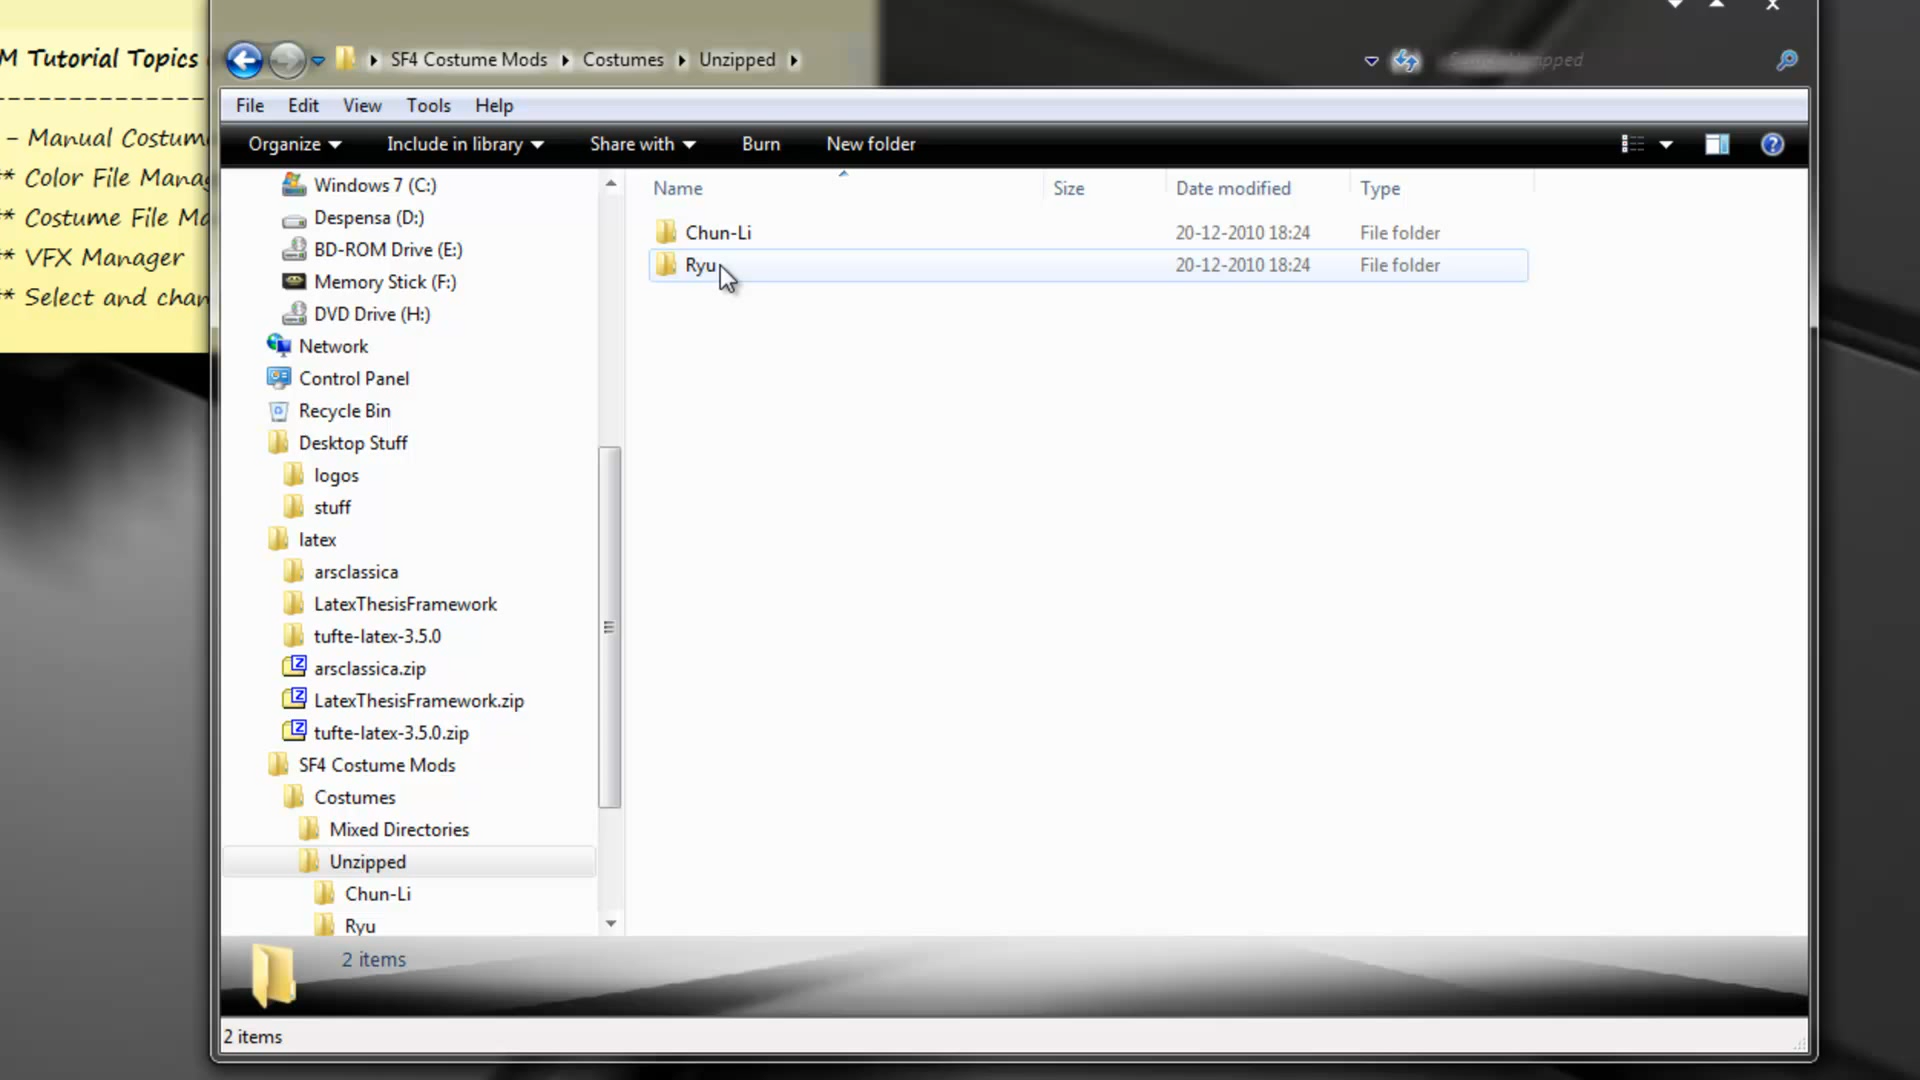 M Tutorial Topics
--------------------
- Manual Costum
** Color File Mana
** Costume File Ma
** VFX Manager
** Select and chan
SF4 Costume Mods Costumes Unzipped
File Edit View Tools Help
Organize Include in library Share with Burn New folder
Windows 7 (C:)
Despensa (D:)
BD-ROM Drive (E:)
Memory Stick (F:)
DVD Drive (H:)
Network
Control Panel
Recycle Bin
Desktop Stuff
logos
stuff
latex
arsclassica
LatexThesisFramework
tufte-latex-3.5.0
arsclassica.zip
LatexThesisFramework.zip
tufte-latex-3.5.0.zip
SF4 Costume Mods
Costumes
Mixed Directories
Unzipped
Chun-Li
Ryu
Name Size Date modified Type
Chun-Li 20-12-2010 18:24 File folder
Ryu 20-12-2010 18:24 File folder
2 items
2 items